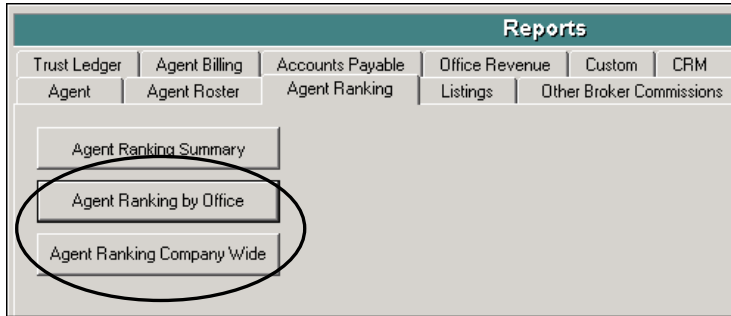 Reports
Trust Ledger Agent Billing Accounts Payable Office Revenue Custom CRM
Agent Agent Roster Agent Ranking Listings Other Broker Commissions
Agent Ranking Summary
Agent Ranking by Office
Agent Ranking Company Wide